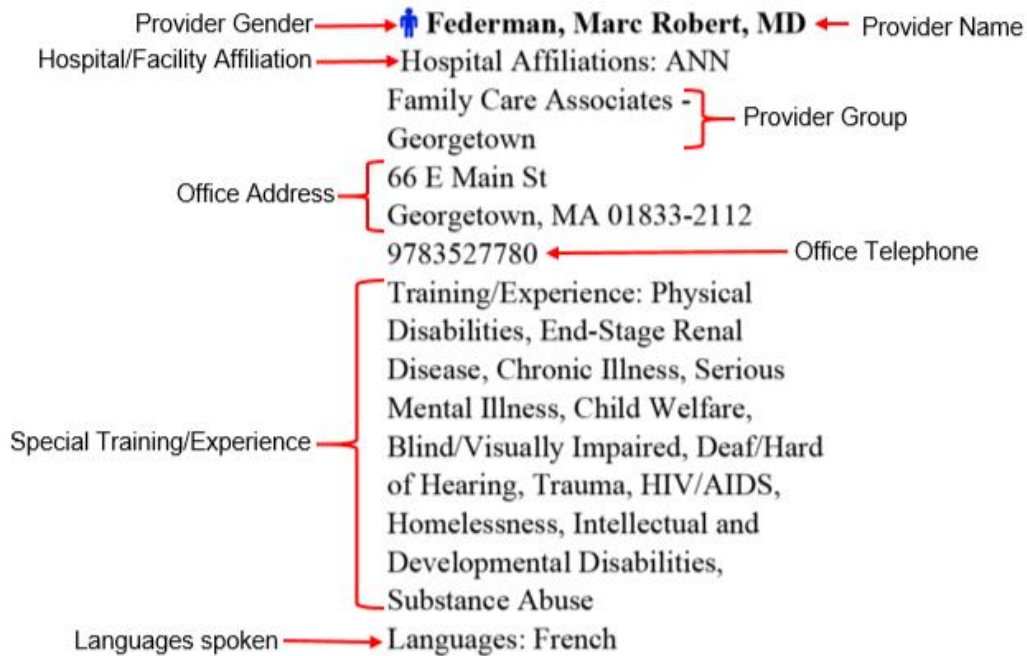 Provider Gender Federman, Marc Robert, MD Provider Name
Hospital/Facility Affiliation Hospital Affiliations: ANN
Family Care Associates -
Georgetown
Provider Group
Office Address
66 E Main St
Georgetown, MA 01833-2112
9783527780 Office Telephone
Training/Experience: Physical
Disabilities, End-Stage Renal
Disease, Chronic Illness, Serious
Mental Illness, Child Welfare,
Special Training/Experience Blind/Visually Impaired, Deaf/Hard
of Hearing, Trauma, HIV/AIDS,
Homelessness, Intellectual and
Developmental Disabilities,
Substance Abuse
Languages spoken Languages: French